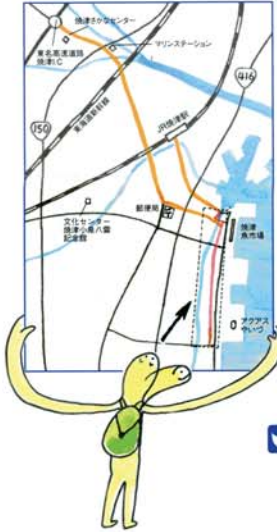 焼津さかなセンター
東名高速道路
焼津I.C
マリンステーション
416
150
東海道新幹線
JR焼津駅
郵便局
文化センター
焼津小泉八雲
記念館
焼津
魚市場
アクアス
やいづ